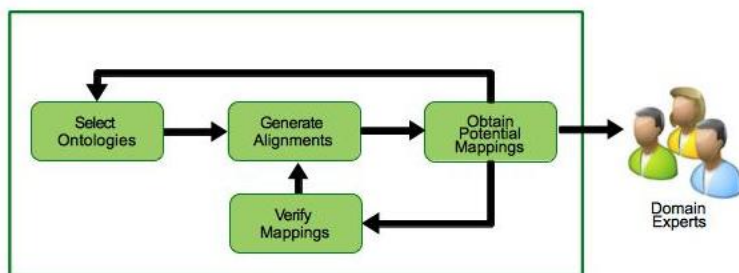 Select
Ontologies
Generate
Alignments
Obtain
Potential
Mappings
Verify
Mappings
Domain
Experts